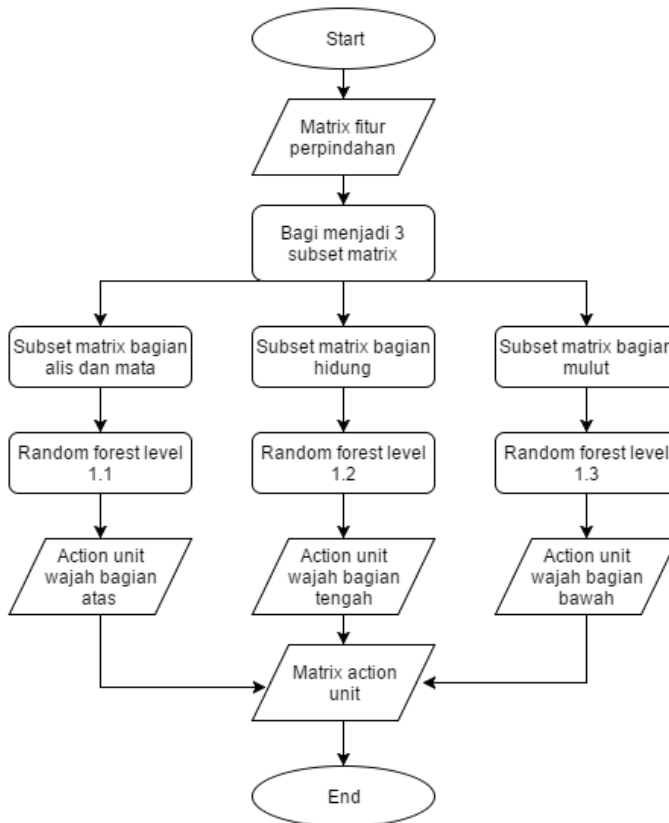 Start
Matrix fitur
perpindahan
Bagi menjadi 3
subset matrix
Subset matrix bagian
alis dan mata
Subset matrix bagian
hidung
Subset matrix bagian
mulut
Random forest level
1.1
Random forest level
1.2
Random forest level
1.3
Action unit
wajah bagian
atas
Action unit
wajah bagian
tengah
Action unit
wajah bagian
bawah
Matrix action
unit
End